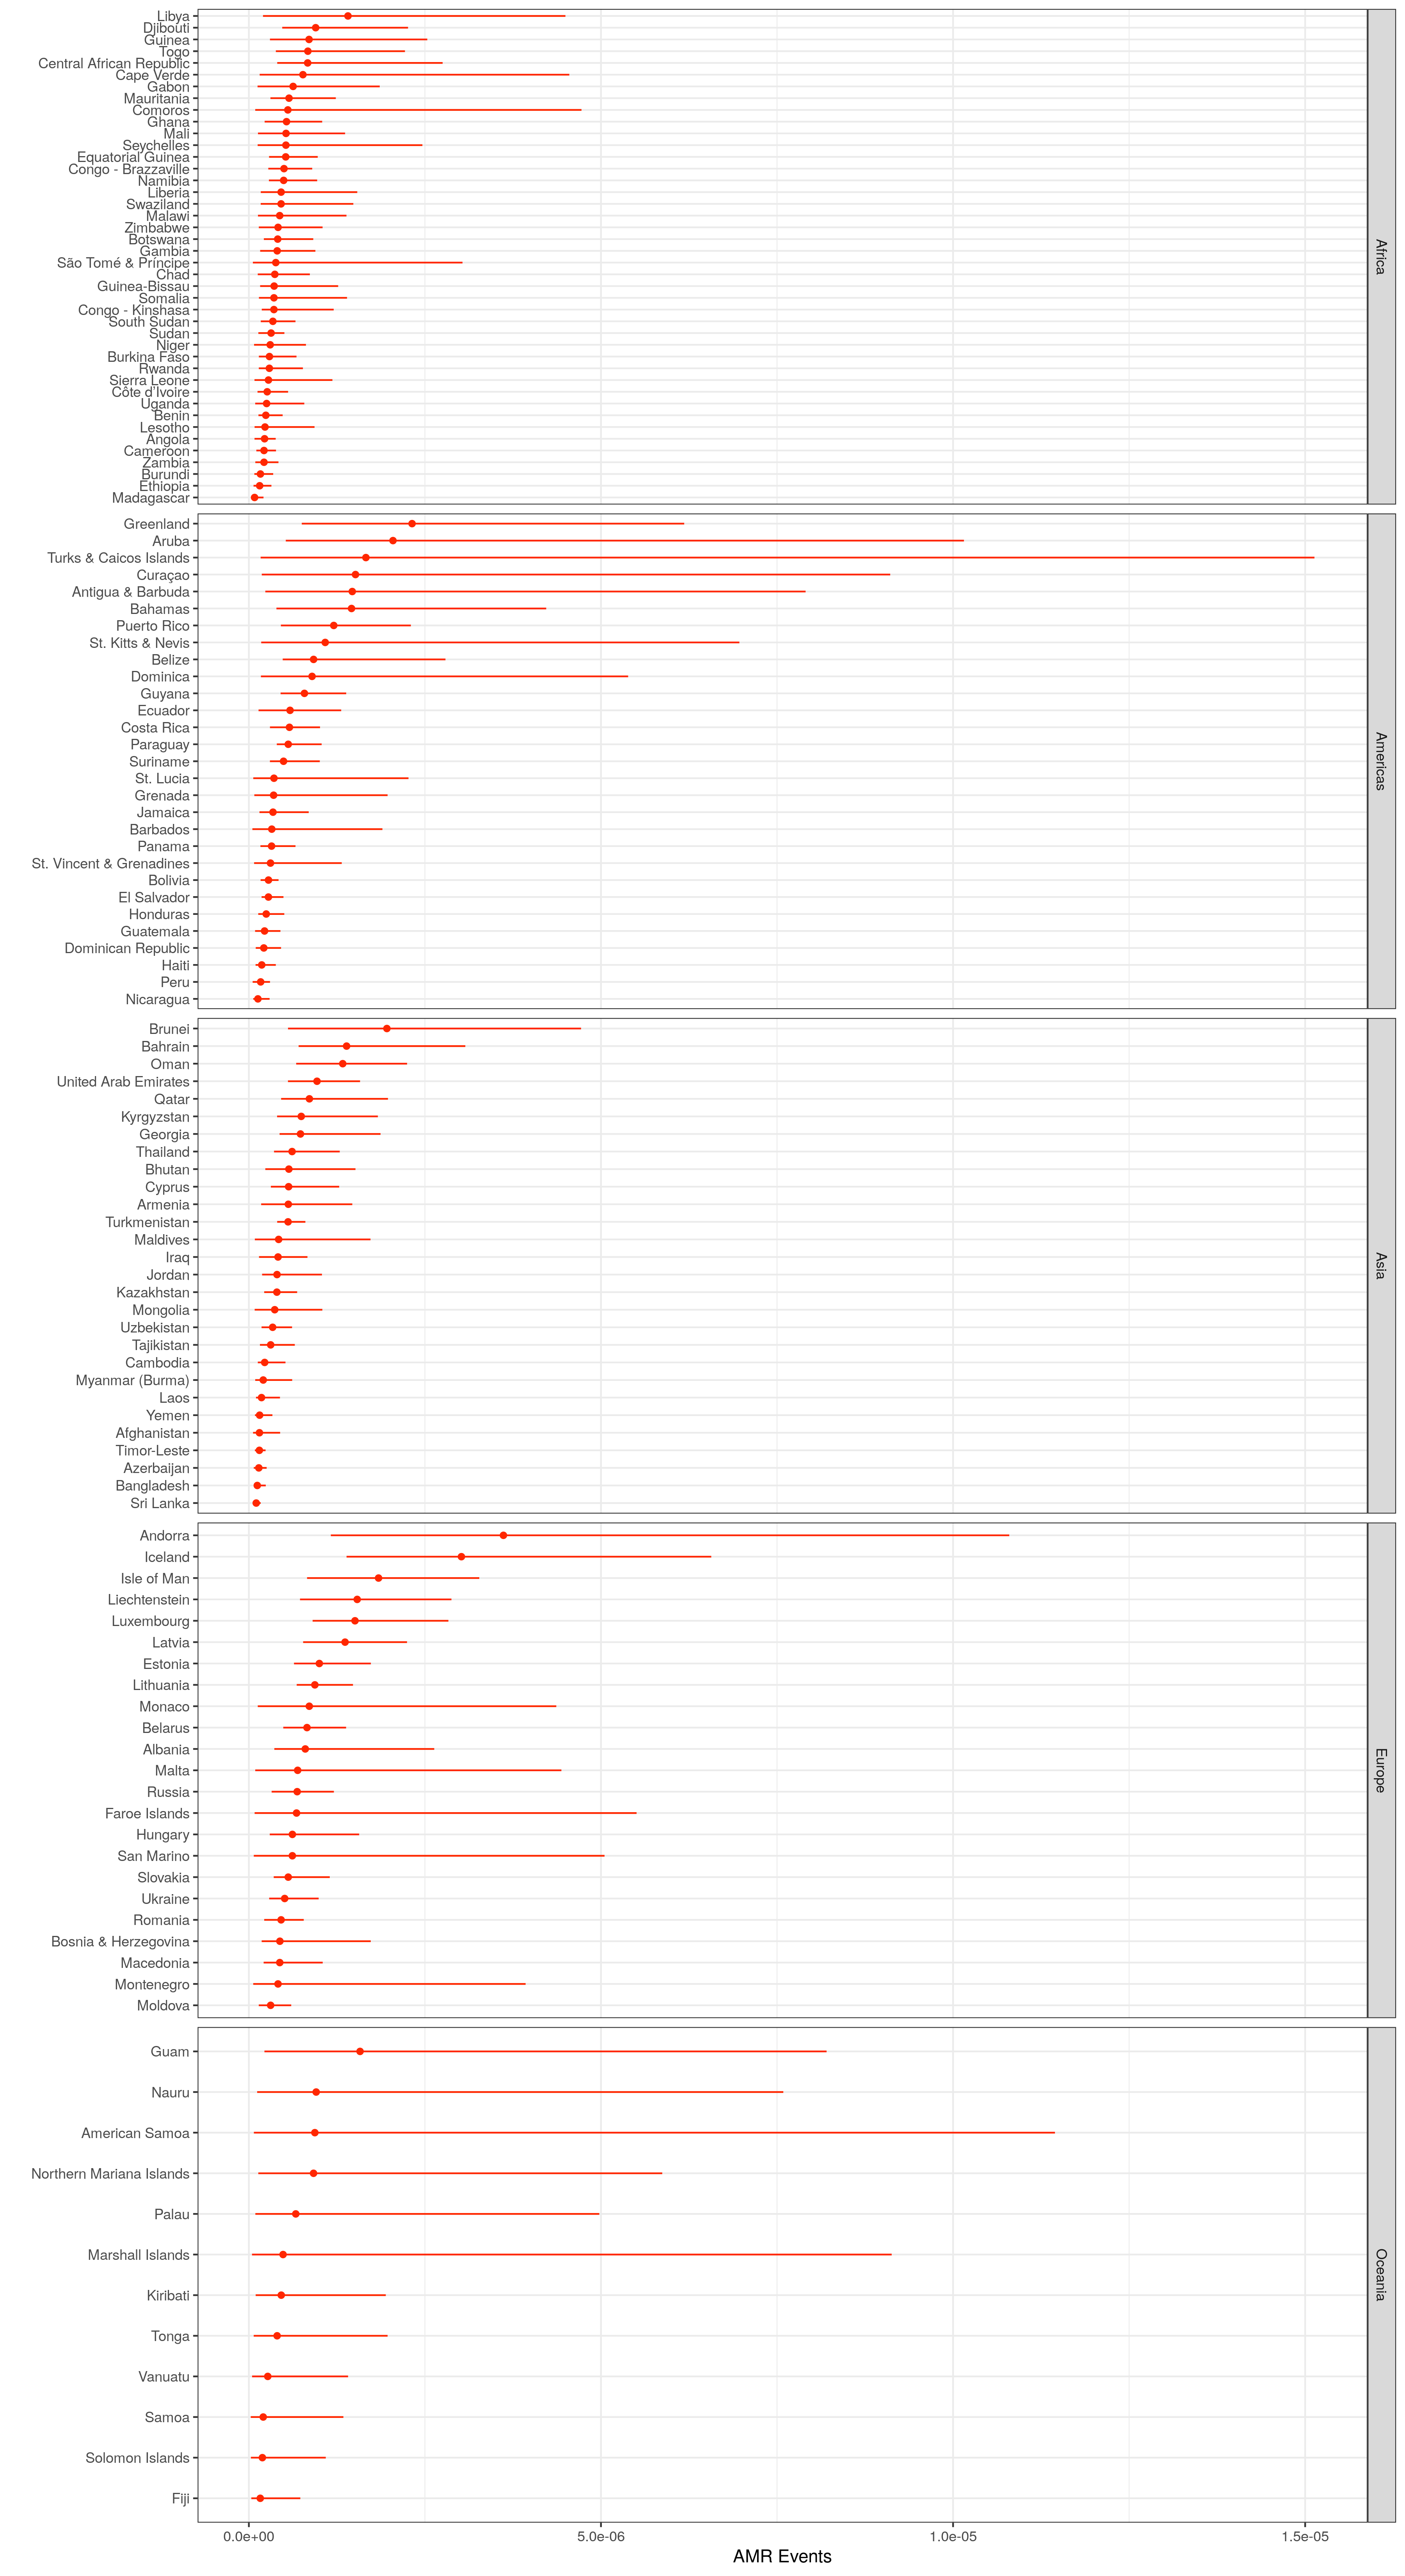 Libya
Djibouti
Guinea
Togo
Central African Republic
Cape Verde
Gabon
Mauritania
Comoros
Ghana
Mali
Seychelles
Equatorial Guinea
Congo - Brazzaville
Namibia
Liberia
Swaziland
Malawi
Zimbabwe
Botswana
Gambia
São Tomé & Príncipe
Chad
Guinea-Bissau
Somalia
Congo - Kinshasa
South Sudan
Sudan
Niger
Burkina Faso
Rwanda
Sierra Leone
Côte d'Ivoire
Uganda
Benin
Lesotho
Angola
Cameroon
Zambia
Burundi
Ethiopia
Madagascar
Africa
Greenland
Aruba
Turks & Caicos Islands
Curaçao
Antigua & Barbuda
Bahamas
Puerto Rico
St. Kitts & Nevis
Belize
Dominica
Guyana
Ecuador
Costa Rica
Paraguay
Suriname
St. Lucia
Grenada
Jamaica
Barbados
Panama
St. Vincent & Grenadines
Bolivia
El Salvador
Honduras
Guatemala
Dominican Republic
Haiti
Peru
Nicaragua
Americas
Brunei
Bahrain
Oman
United Arab Emirates
Qatar
Kyrgyzstan
Georgia
Thailand
Bhutan
Cyprus
Armenia
Turkmenistan
Maldives
Iraq
Jordan
Kazakhstan
Mongolia
Uzbekistan
Tajikistan
Cambodia
Myanmar (Burma)
Laos
Yemen
Afghanistan
Timor-Leste
Azerbaijan
Bangladesh
Sri Lanka
Asia
Andorra
Iceland
Isle of Man
Liechtenstein
Luxembourg
Latvia
Estonia
Lithuania
Monaco
Belarus
Albania
Malta
Russia
Faroe Islands
Hungary
San Marino
Slovakia
Ukraine
Romania
Bosnia & Herzegovina
Macedonia
Montenegro
Moldova
Europe
Guam
Nauru
American Samoa
Northern Mariana Islands
Palau
Marshall Islands
Kiribati
Tonga
Vanuatu
Samoa
Solomon Islands
Fiji
Oceania
0.0e+00 5.0e-06 1.0e-05 1.5e-05
AMR Events